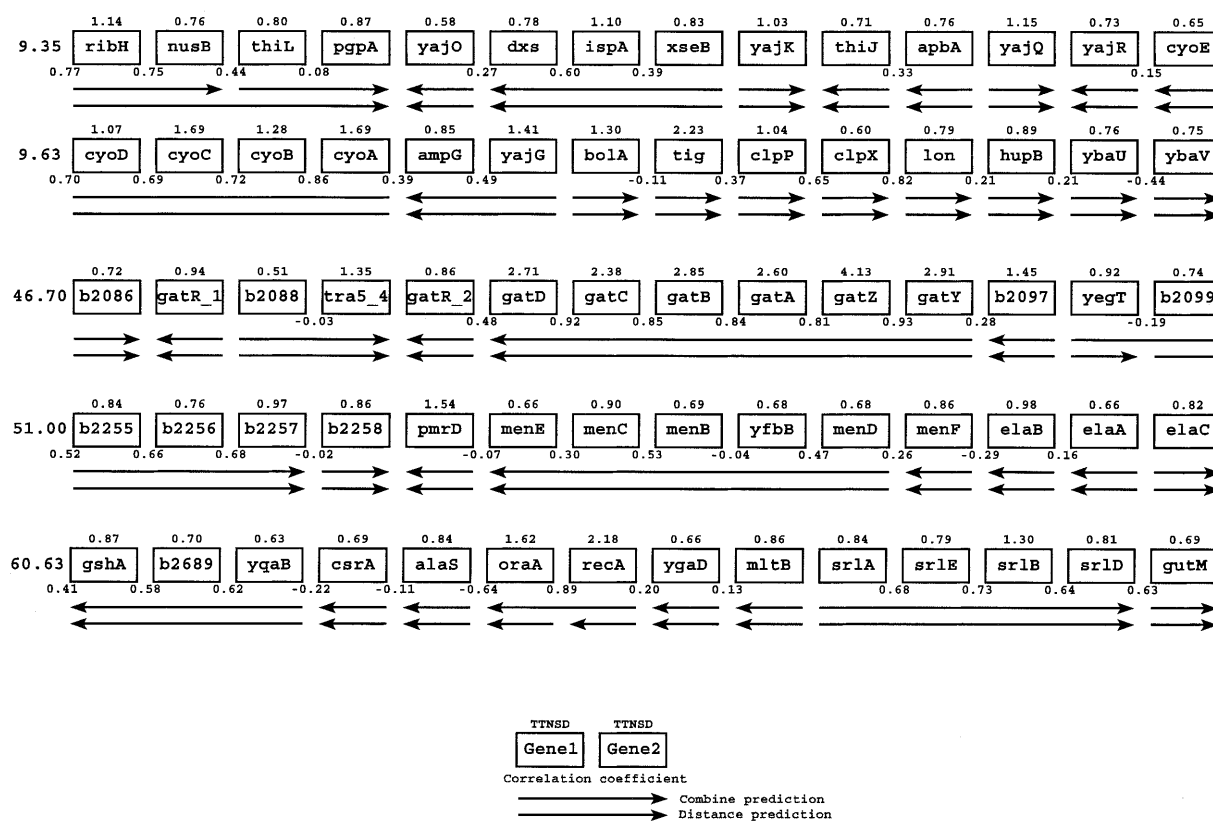 1.14 0.76 0.80 0.87 0.58 0.78 1.10 0.83 1.03 0.71 0.76 1.15 0.73 0.65
9.35 ribH nusB thiL pgpA yajO dxs ispA xseB yajK thiJ apbA yajQ yajR cyoE
0.77 0.75 0.44 0.08 0.27 0.60 0.39 0.33 0.15
1.07 1.69 1.28 1.69 0.85 1.41 1.30 2.23 1.04 0.60 0.79 0.89 0.76 0.75
9.63 cyoD cyoC cyoB cyoA ampG yajG bolA tig clpP clpX lon hupB ybaU ybaV
0.70 0.69 0.72 0.86 0.39 0.49 -0.11 0.37 0.65 0.82 0.21 0.21 -0.44
0.72 0.94 0.51 1.35 0.86 2.71 2.38 2.85 2.60 4.13 2.91 1.45 0.92 0.74
46.70 b2086 gatR_1 b2088 tra5_4 gatR_2 gatD gatC gatB gatA gatZ gatY b2097 yegT b2099
-0.03 0.48 0.92 0.85 0.84 0.81 0.93 0.28 -0.19
0.84 0.76 0.97 0.86 1.54 0.66 0.90 0.69 0.68 0.68 0.86 0.98 0.66 0.82
51.00 b2255 b2256 b2257 b2258 pmrD menE menC menB yfbB menD menF elaB elaA elaC
0.52 0.66 0.68 -0.02 -0.07 0.30 0.53 -0.04 0.47 0.26 -0.29 0.16
0.87 0.70 0.63 0.69 0.84 1.62 2.18 0.66 0.86 0.84 0.79 1.30 0.81 0.69
60.63 gshA b2689 yqaB csrA alaS oraA recA ygaD mltB srlA srlE srlB srlD gutM
0.41 0.58 0.62 -0.22 -0.11 -0.64 0.89 0.20 0.20 0.13 0.68 0.73 0.64 0.63
TTNSD TTNSD
Gene1 Gene2
Correlation coefficient
Combine prediction
Distance prediction